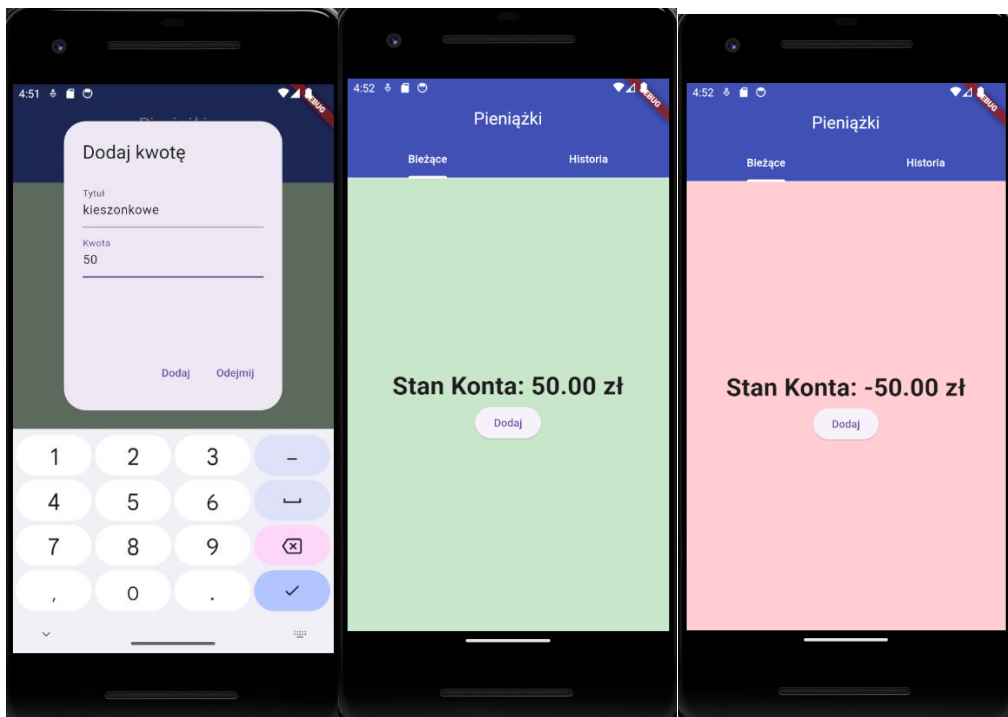 4:51
DEBUG
Dodaj kwotę
Tytuł
kieszonkowe
Kwota
50
Dodaj Odejmij
1 2 3 –
4 5 6
7 8 9
, 0 .
4:52
DEBUG
Pieniążki
Bieżące Historia
Stan Konta: 50.00 zł
Dodaj
4:52
DEBUG
Pieniążki
Bieżące Historia
Stan Konta: -50.00 zł
Dodaj